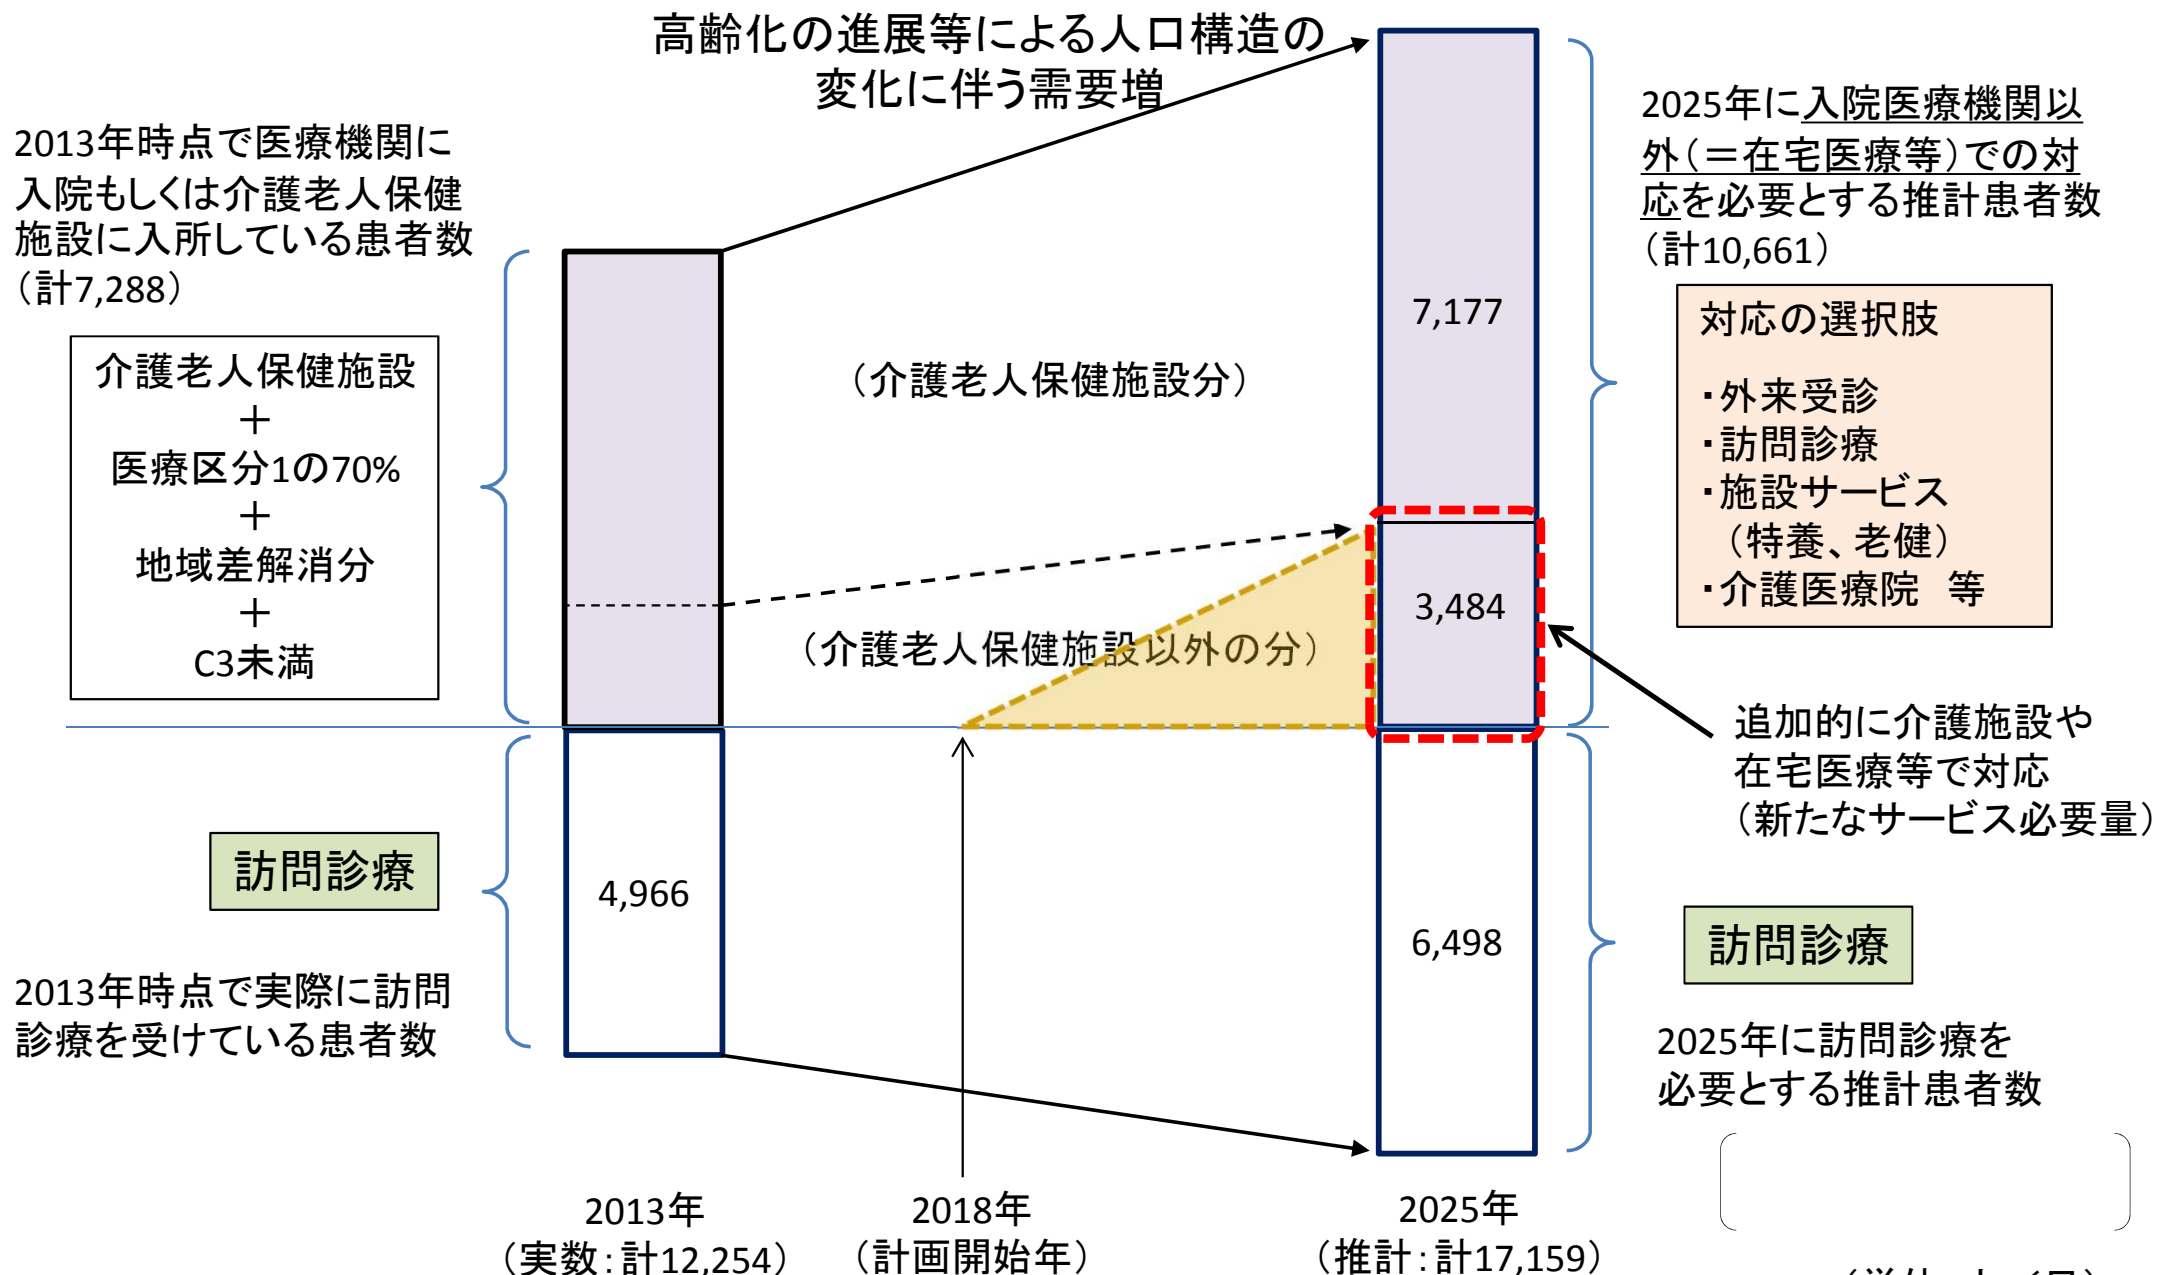 高齢化の進展等による人口構造の
変化に伴う需要増
2013年時点で医療機関に
入院もしくは介護老人保健
施設に入所している患者数
（計7,288）
介護老人保健施設
＋
医療区分1の70%
＋
地域差解消分
＋
C3未満
訪問診療
2013年時点で実際に訪問
診療を受けている患者数
4,966
（介護老人保健施設分）
（介護老人保健施設以外の分）
7,177
3,484
6,498
2025年に入院医療機関以
外（＝在宅医療等）での対
応を必要とする推計患者数
（計10,661）
対応の選択肢
・外来受診
・訪問診療
・施設サービス
（特養、老健）
・介護医療院　等
追加的に介護施設や
在宅医療等で対応
（新たなサービス必要量）
訪問診療
2025年に訪問診療を
必要とする推計患者数
2013年
（実数：計12,254）
2018年
（計画開始年）
2025年
（推計：計17,159）